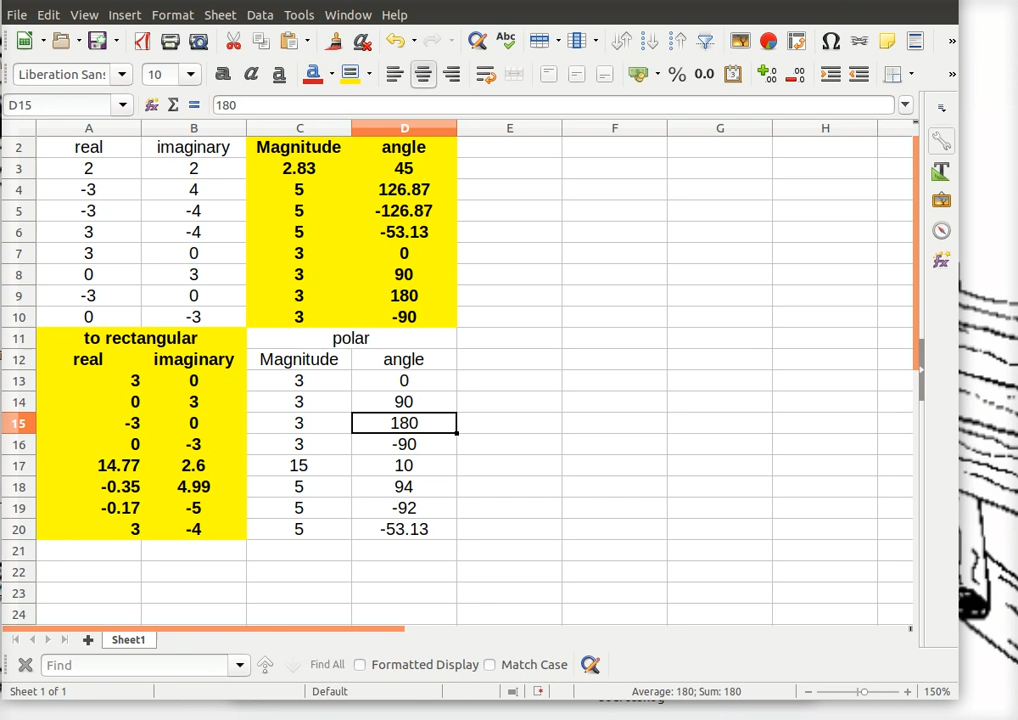 File Edit View Insert Format Sheet Data Tools Window Help
Abc Ω »
Liberation Sans 10 a a a % 0.0 »
D15 Σ = 180
A B C D E F G H
2 real imaginary Magnitude angle
3 2 2 2.83 45
4 -3 4 5 126.87
5 -3 -4 5 -126.87
6 3 -4 5 -53.13
7 3 0 3 0
8 0 3 3 90
9 -3 0 3 180
10 0 -3 3 -90
11 to rectangular polar
12 real imaginary Magnitude angle
13 3 0 3 0
14 0 3 3 90
15 -3 0 3 180
16 0 -3 3 -90
17 14.77 2.6 15 10
18 -0.35 4.99 5 94
19 -0.17 -5 5 -92
20 3 -4 5 -53.13
21
22
23
24
Sheet1
Find Find All Formatted Display Match Case
Sheet 1 of 1 Default Average: 180; Sum: 180 150%